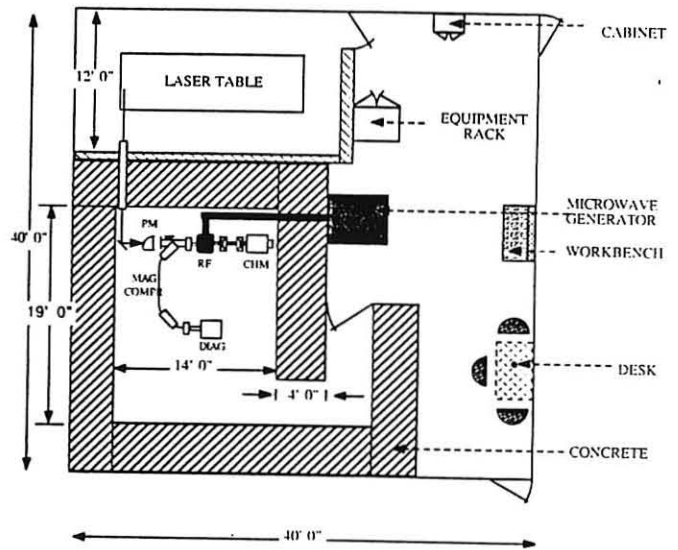 CABINET
12' 0"
LASER TABLE
EQUIPMENT
RACK
MICROWAVE
GENERATOR
PM
40' 0"
RF
CHM
WORKBENCH
MAG
COMPR
19' 0"
DIAG
14' 0"
DESK
4' 0"
CONCRETE
40' 0"